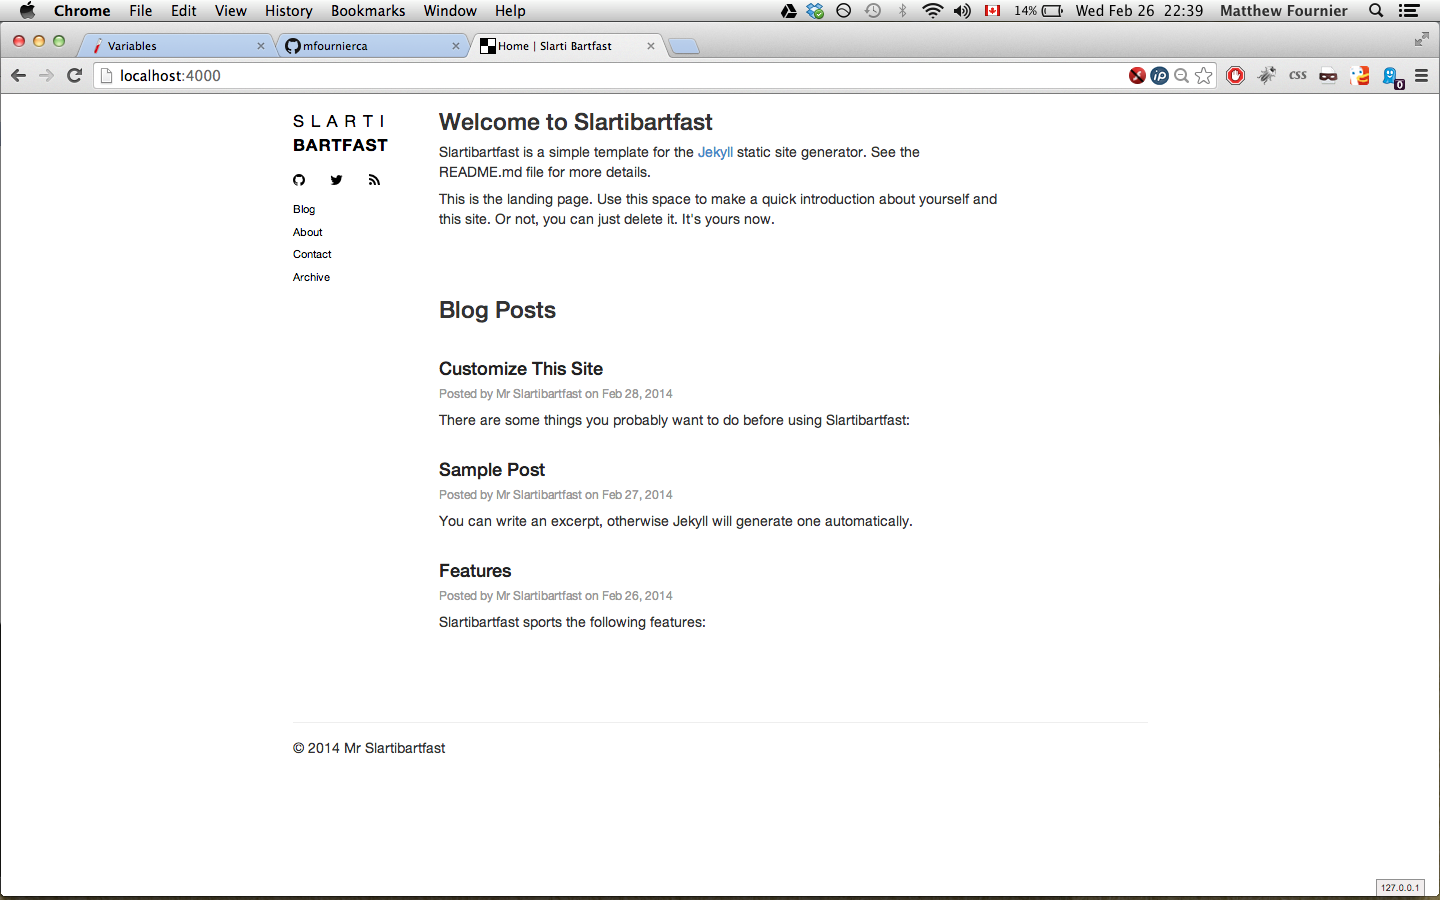 Chrome File Edit View History Bookmarks Window Help 14% Wed Feb 26 22:39 Matthew Fournier
Variables mfournierca Home | Slarti Bartfast
localhost:4000 ip CSS 0
SLARTI
BARTFAST
Blog
About
Contact
Archive
Welcome to Slartibartfast
Slartibartfast is a simple template for the Jekyll static site generator. See the
README.md file for more details.
This is the landing page. Use this space to make a quick introduction about yourself and
this site. Or not, you can just delete it. It's yours now.
Blog Posts
Customize This Site
Posted by Mr Slartibartfast on Feb 28, 2014
There are some things you probably want to do before using Slartibartfast:
Sample Post
Posted by Mr Slartibartfast on Feb 27, 2014
You can write an excerpt, otherwise Jekyll will generate one automatically.
Features
Posted by Mr Slartibartfast on Feb 26, 2014
Slartibartfast sports the following features:
© 2014 Mr Slartibartfast
127.0.0.1